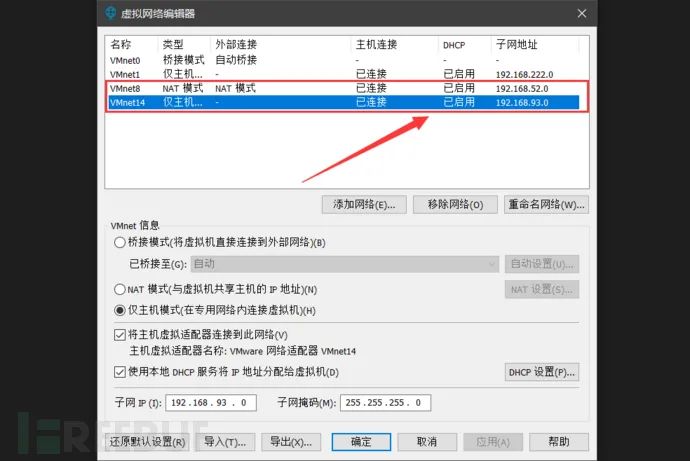 虚拟网络编辑器
名称 类型 外部连接 主机连接 DHCP 子网地址
VMnet0 桥接模式 自动桥接 - - -
VMnet1 仅主机... - 已连接 已启用 192.168.222.0
VMnet8 NAT 模式 NAT 模式 已连接 已启用 192.168.52.0
VMnet14 仅主机... - 已连接 已启用 192.168.93.0
添加网络(E)... 移除网络(O) 重命名网络(W)...
VMnet 信息
桥接模式(将虚拟机直接连接到外部网络)(B)
已桥接至(G): 自动 自动设置(U)...
NAT 模式(与虚拟机共享主机的 IP 地址)(N) NAT 设置(S)...
仅主机模式(在专用网络内连接虚拟机)(H)
将主机虚拟适配器连接到此网络(V)
主机虚拟适配器名称: VMware 网络适配器 VMnet14
使用本地 DHCP 服务将 IP 地址分配给虚拟机(D) DHCP 设置(P)...
子网 IP (I): 192.168.93.0 子网掩码(M): 255.255.255.0
还原默认设置(R) 导入(T)... 导出(X)... 确定 取消 应用(A) 帮助
FREEBUF